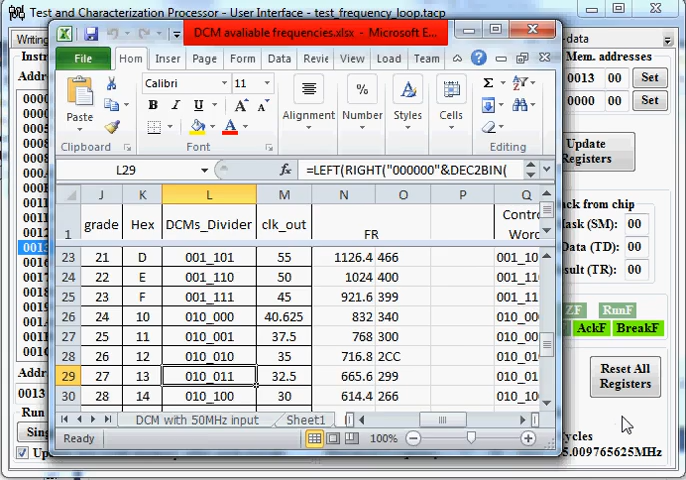 Test and Characterization Processor - User Interface - test_frequency_loop.tacp
DCM avaliable frequencies.xlsx - Microsoft E...
Writing
-data
File Hom Inser Page Form Data Revi View Load Team
Instr
Mem. addresses
Addre
0013 00 Set
0000 00 Set
Calibri 11
Paste B I U A A
Alignment Number Styles Cells
Clipboard Font Editing
Update
Registers
L29 fx =LEFT(RIGHT("000000"&DEC2BIN(
J K L M N O P Q
1 grade Hex DCMs_Divider clk_out FR Contro Word
23 21 D 001_101 55 1126.4 466 001_10
24 22 E 001_110 50 1024 400
25 23 F 001_111 45 921.6 399
26 24 10 010_000 40.625 832 340
27 25 11 010_001 37.5 768 300
28 26 12 010_010 35 716.8 2CC
29 27 13 010_011 32.5 665.6 299
30 28 14 010_100 30 614.4 266
ack from chip
Mask (SM): 00
Data (TD): 00
sult (TR): 00
ZF RunF
AckF BreakF
Reset All
Registers
DCM with 50MHz input Sheet1
Ready 100%
Addr
0013
Run
Sing
Up
Cycles
5.009765625MHz